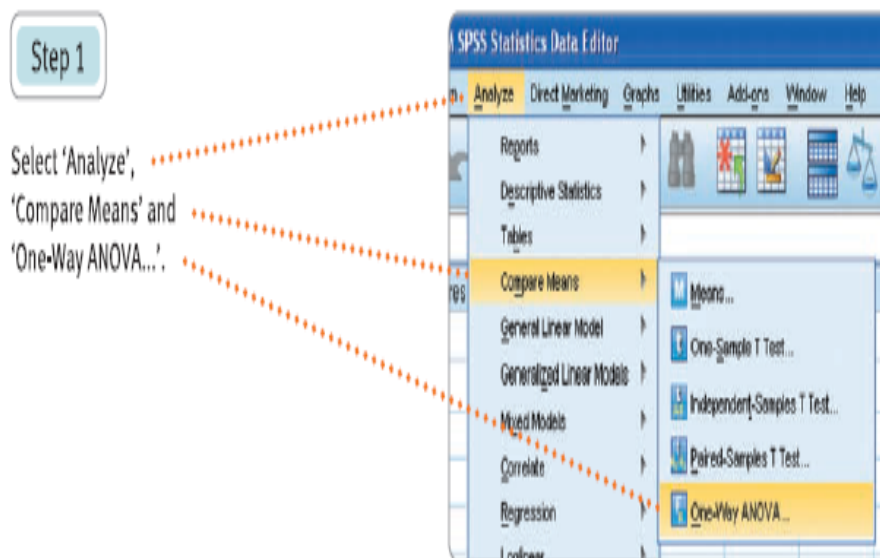 Step 1
Select ‘Analyze’,
‘Compare Means’ and
‘One-Way ANOVA...’.
SPSS Statistics Data Editor
Analyze Direct Marketing Graphs Utilities Add-ons Window Help
Reports
Descriptive Statistics
Tables
Compare Means
General Linear Model
Generalized Linear Models
Mixed Models
Correlate
Regression
Loglinear
res
Means...
One-Sample T Test...
Independent-Samples T Test...
Paired-Samples T Test...
One-Way ANOVA...